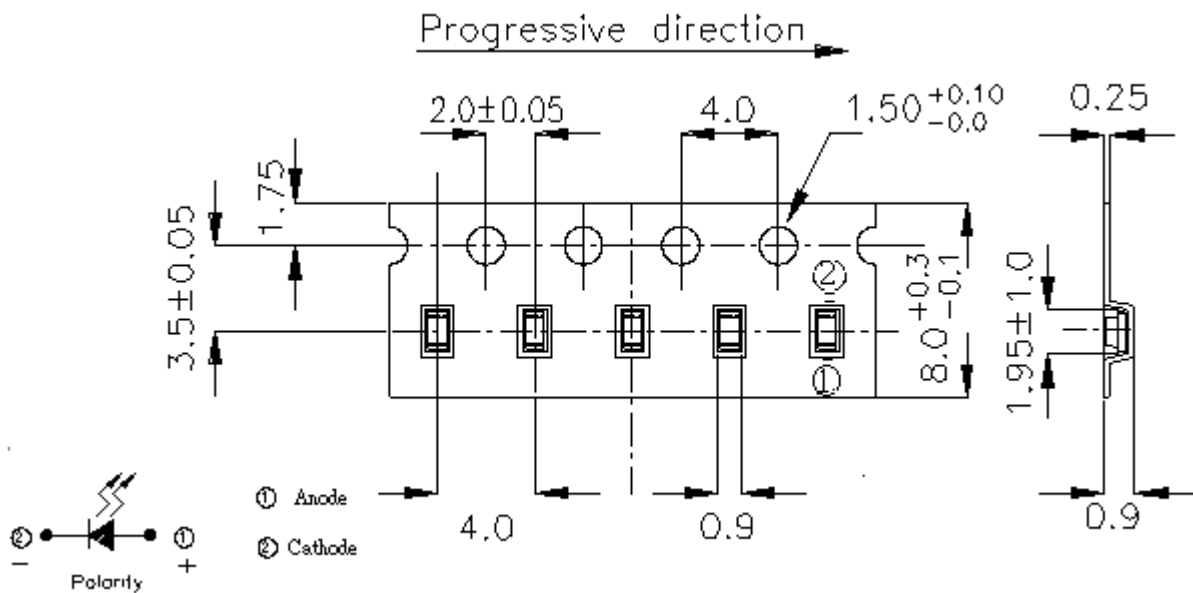 Progressive direction
2.0±0.05
4.0
1.50 +0.10 -0.0
0.25
1.75
3.5±0.05
②
8.0 +0.3 -0.1
1.95±1.0
①
4.0
0.9
0.9
① Anode
② Cathode
② ①
− +
Polarity